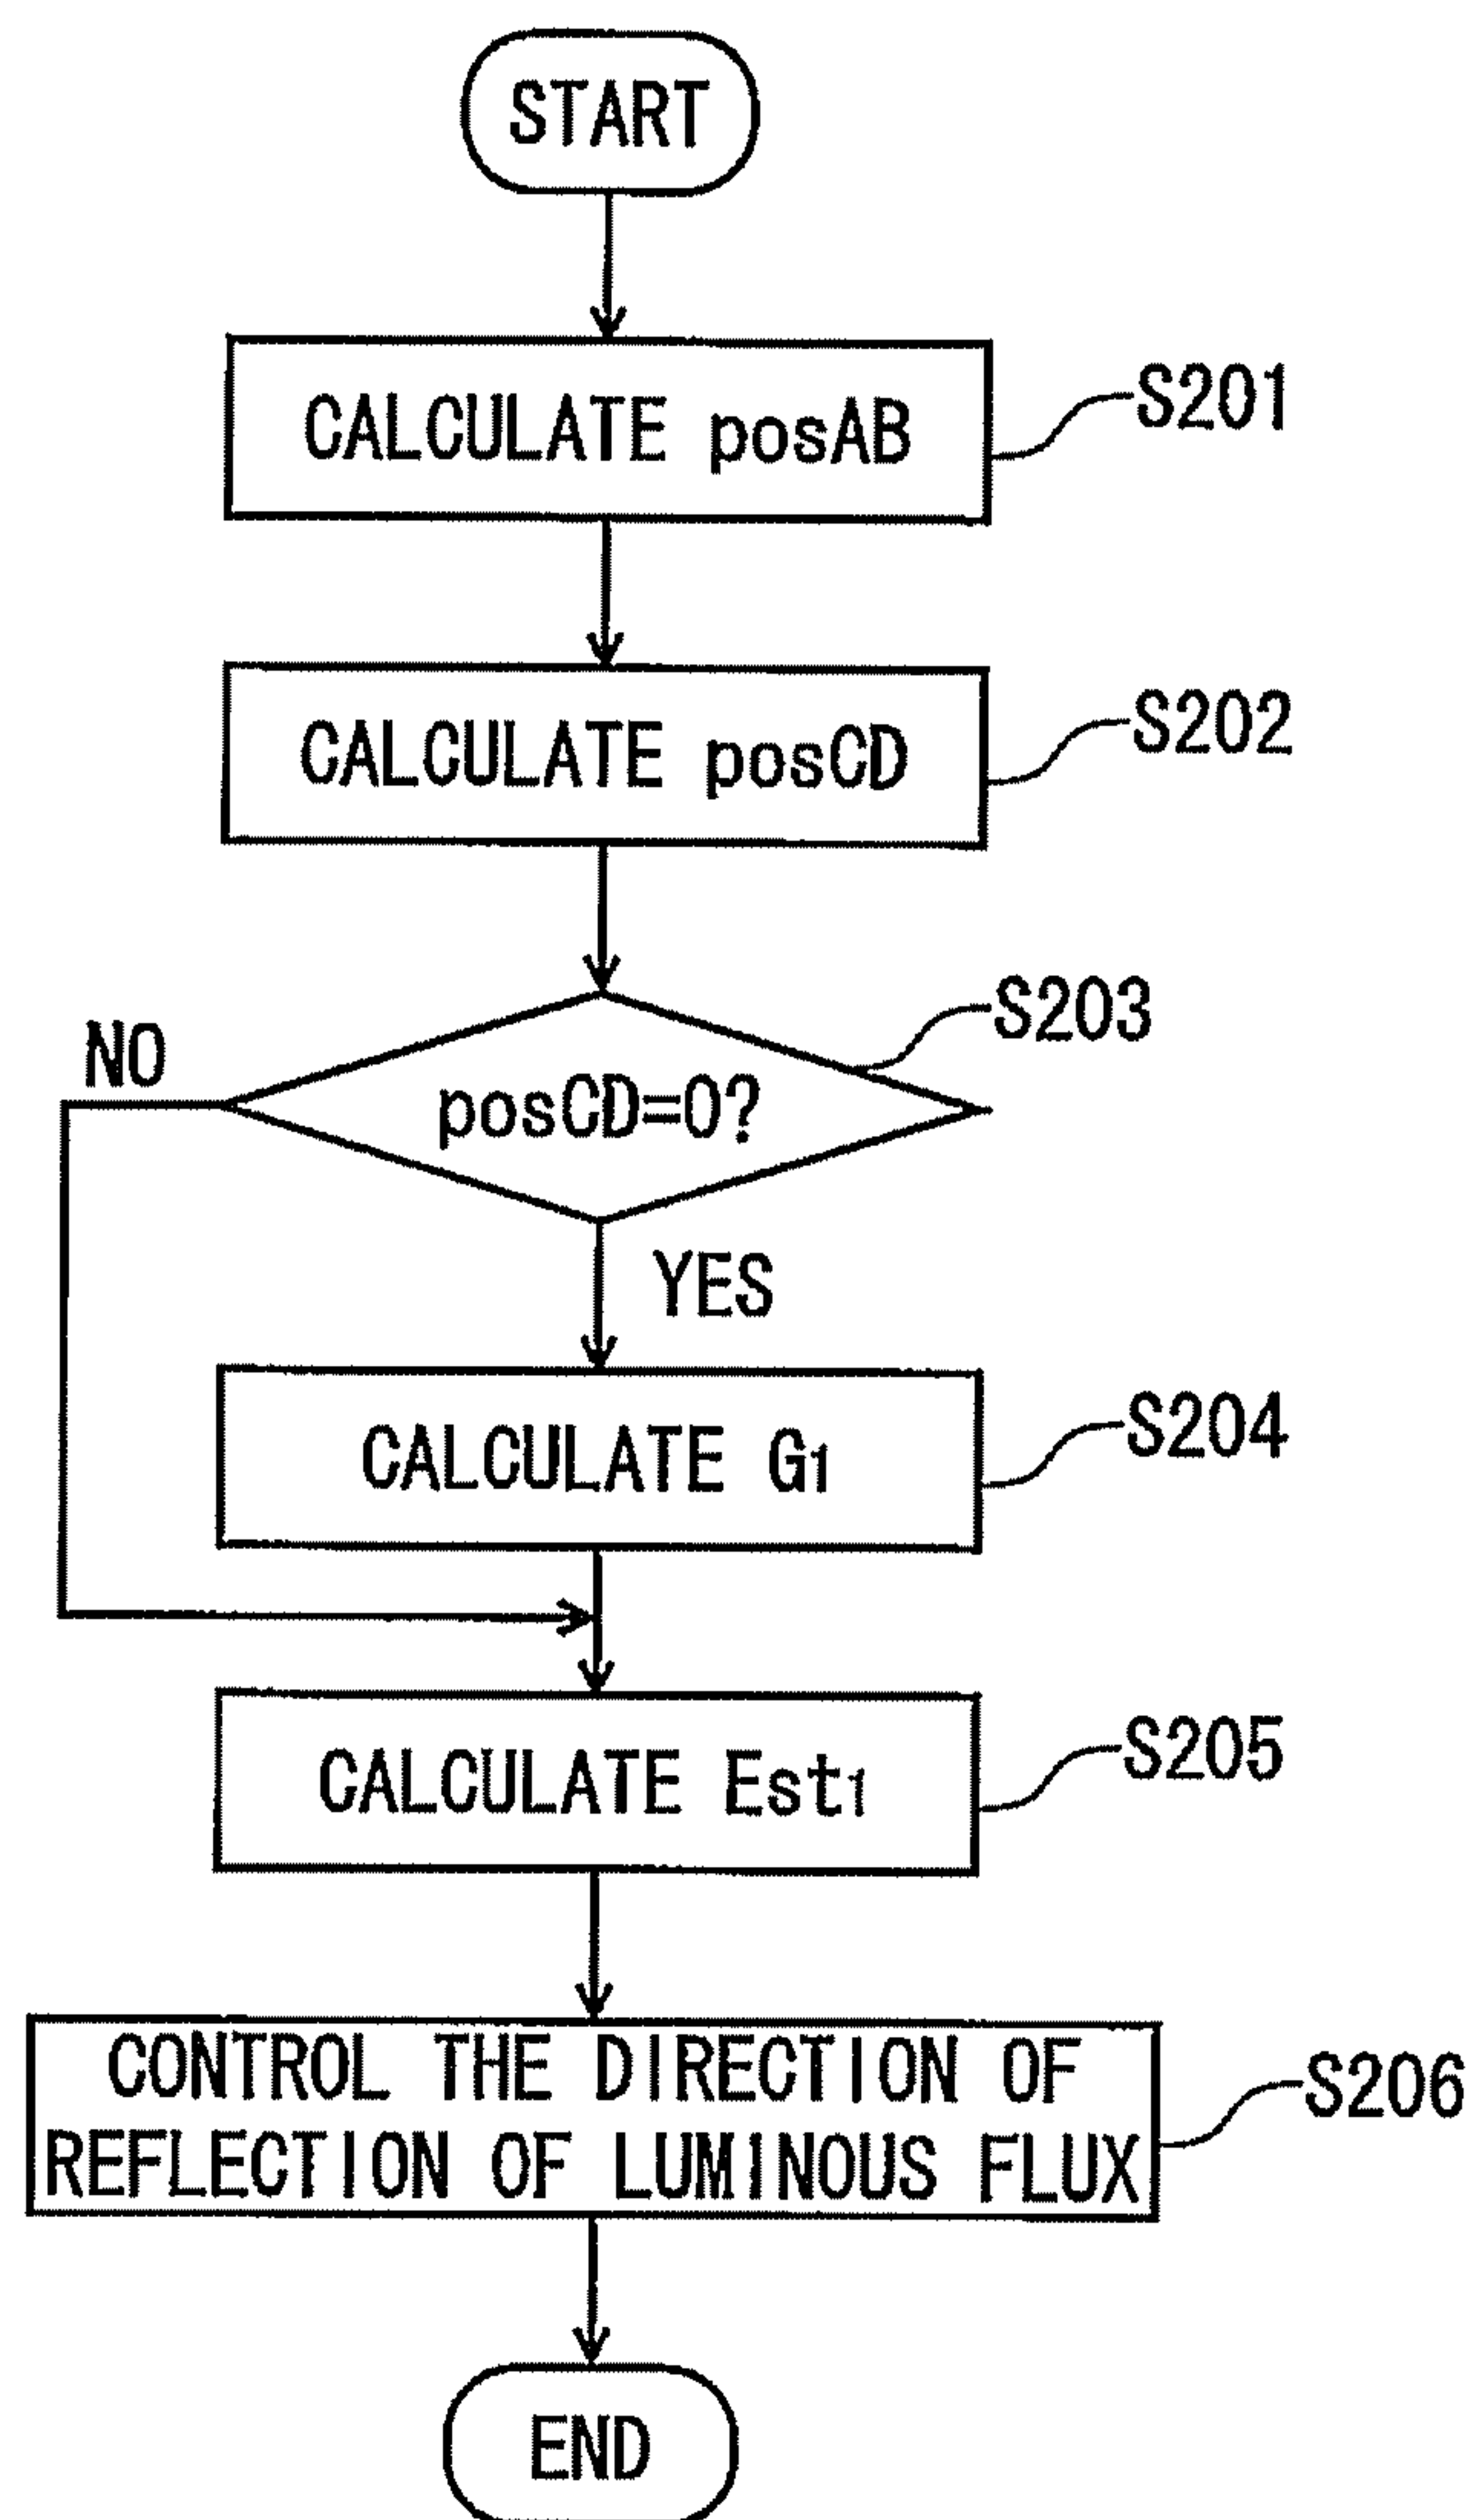 START
CALCULATE posAB
S201
CALCULATE posCD
S202
S203
NO
posCD=0?
YES
CALCULATE G1
S204
CALCULATE Est1
S205
CONTROL THE DIRECTION OF
REFLECTION OF LUMINOUS FLUX
S206
END